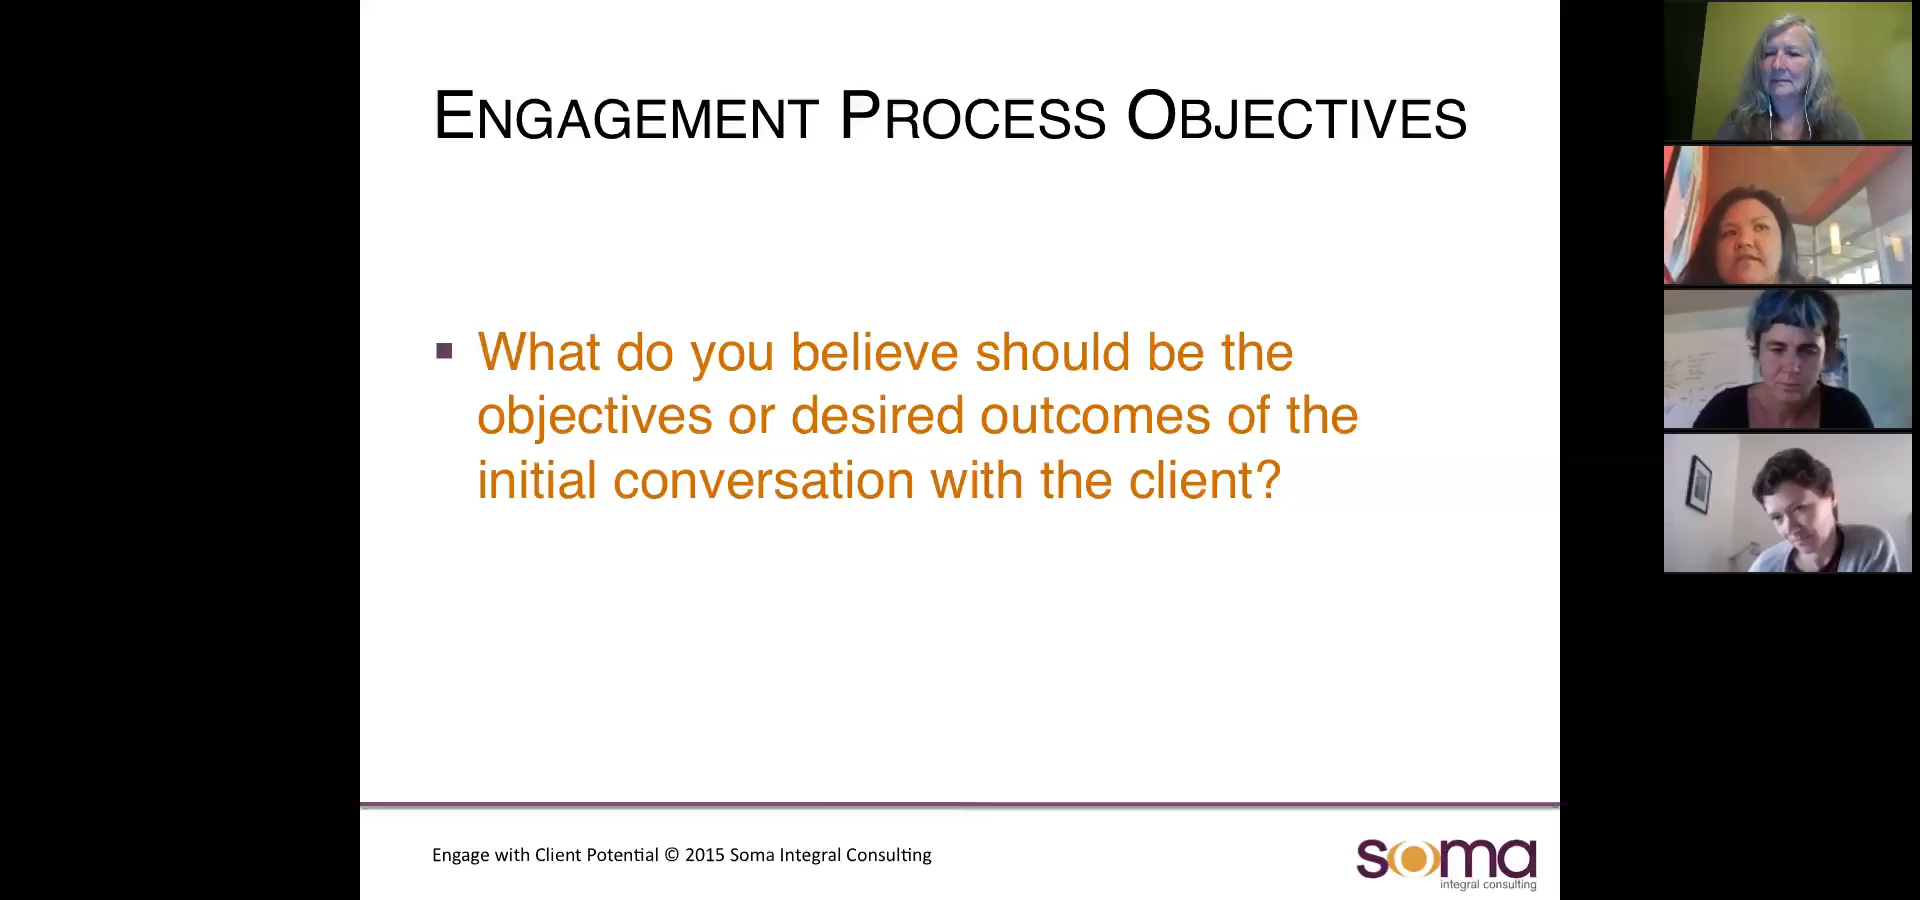 ENGAGEMENT PROCESS OBJECTIVES
▪ What do you believe should be the
objectives or desired outcomes of the
initial conversation with the client?
Engage with Client Potential © 2015 Soma Integral Consulting
soma
integral consulting